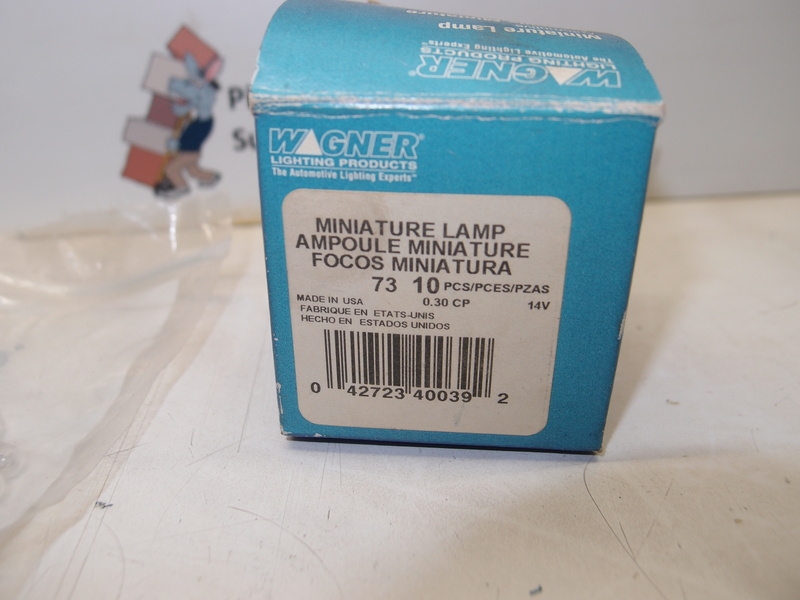 Miniature Lamp
WAGNER®
LIGHTING PRODUCTS
The Automotive Lighting Experts™
WAGNER®
LIGHTING PRODUCTS
The Automotive Lighting Experts™
MINIATURE LAMP
AMPOULE MINIATURE
FOCOS MINIATURA
73 10 PCS/PCES/PZAS
MADE IN USA 0.30 CP 14V
FABRIQUE EN ETATS-UNIS
HECHO EN ESTADOS UNIDOS
0 42723 40039 2